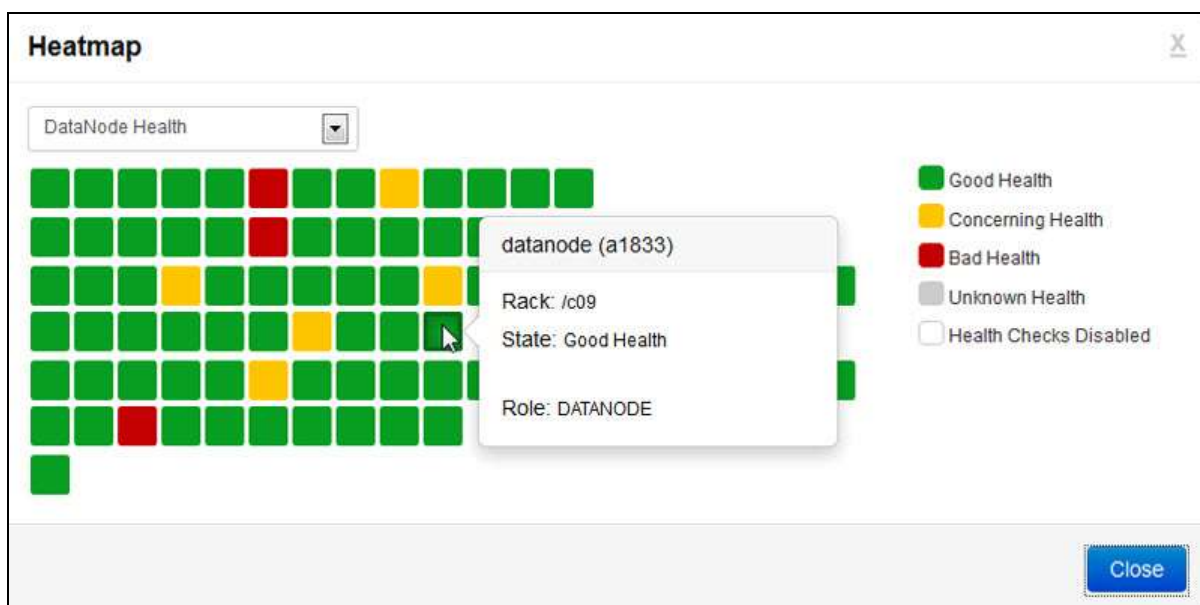 Heatmap
X
DataNode Health
Good Health
Concerning Health
Bad Health
Unknown Health
Health Checks Disabled
datanode (a1833)
Rack: /c09
State: Good Health
Role: DATANODE
Close